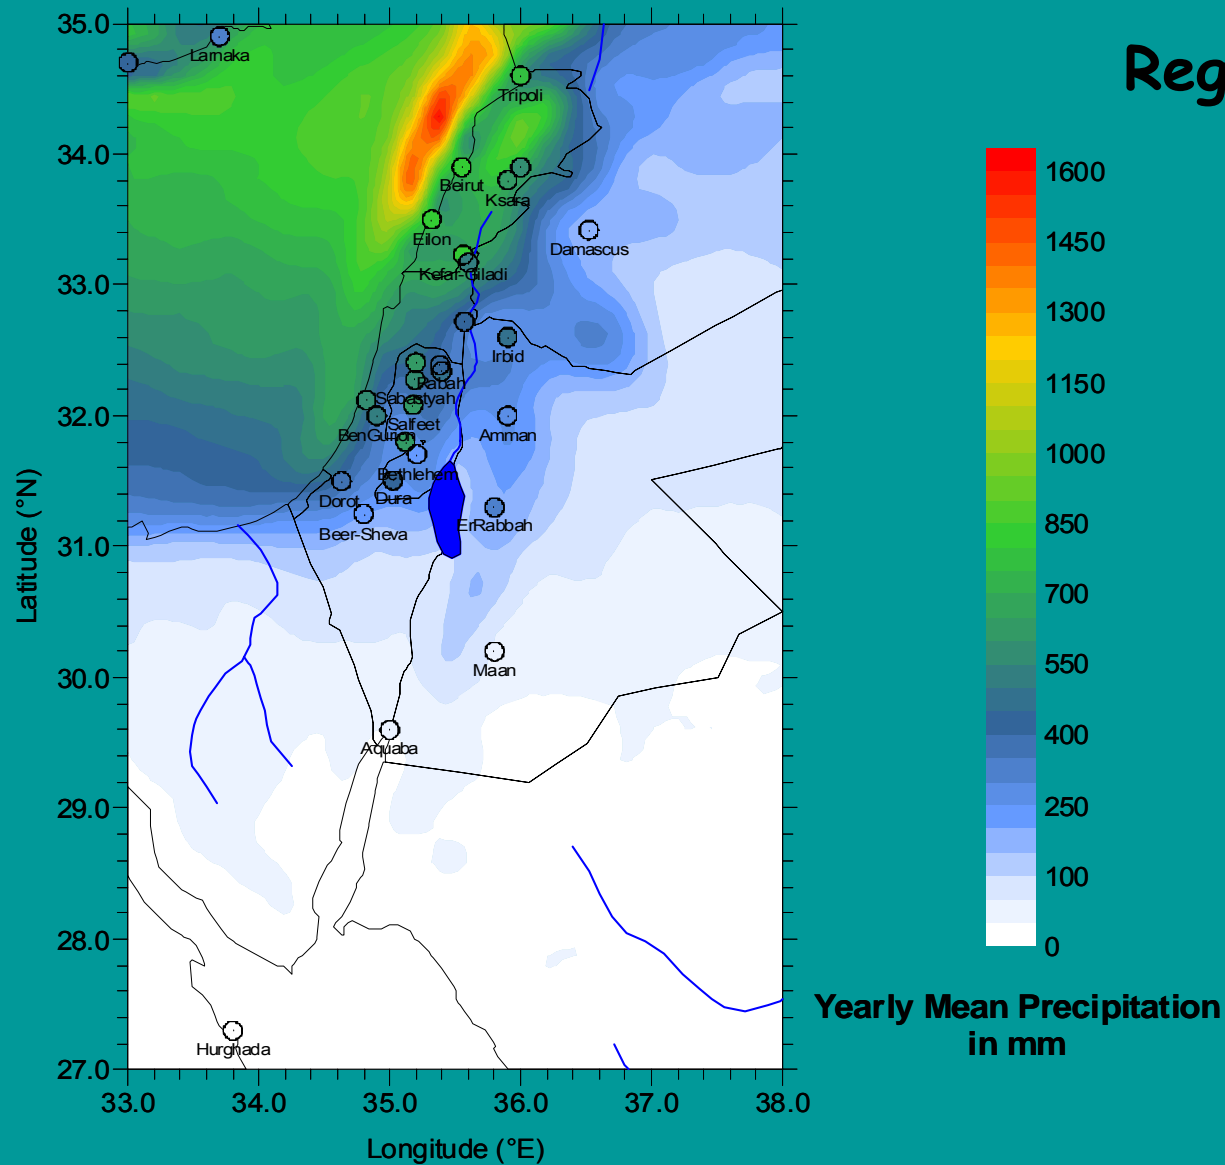 Reg
35.0
34.0
33.0
32.0
31.0
30.0
29.0
28.0
27.0
Latitude (°N)
33.0 34.0 35.0 36.0 37.0 38.0
Longitude (°E)
Larnaka
Tripoli
Beirut
Ksara
Eilon
Damascus
Kefar-Giladi
Irbid
Rabah
Sabastyah
Salfeet
BenGurion
Amman
Bethlehem
Dorot
Dura
ErRabbah
Beer-Sheva
Maan
Aquaba
Hurghada
1600
1450
1300
1150
1000
850
700
550
400
250
100
0
Yearly Mean Precipitation
in mm